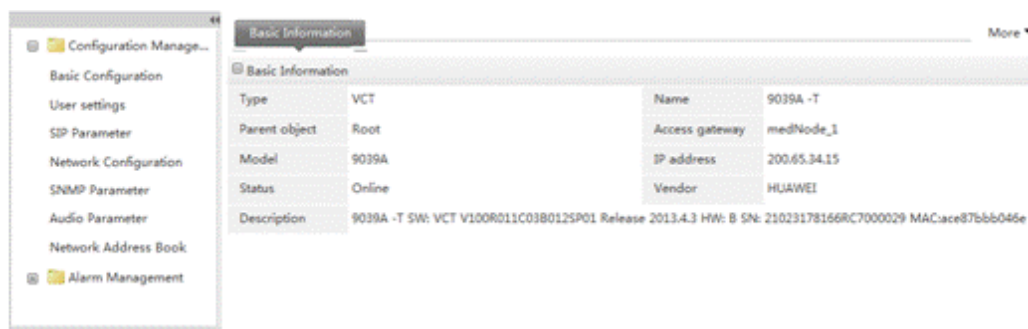 Configuration Manage...
Basic Configuration
User settings
SIP Parameter
Network Configuration
SNMP Parameter
Audio Parameter
Network Address Book
Alarm Management
Basic Information
More
Basic Information
Type VCT Name 9039A -T
Parent object Root Access gateway medNode_1
Model 9039A IP address 200.65.34.15
Status Online Vendor HUAWEI
Description 9039A -T SW: VCT V100R011C03B012SP01 Release 2013.4.3 HW: B SN: 21023178166RC7000029 MAC:ace87bbb046e